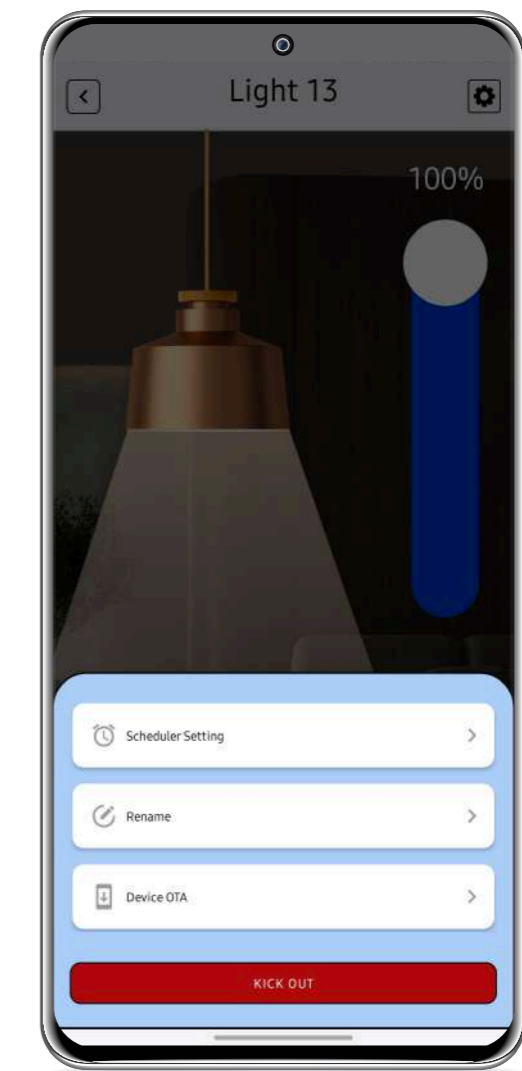 Light 13
100%
Scheduler Setting
Rename
Device OTA
KICK OUT